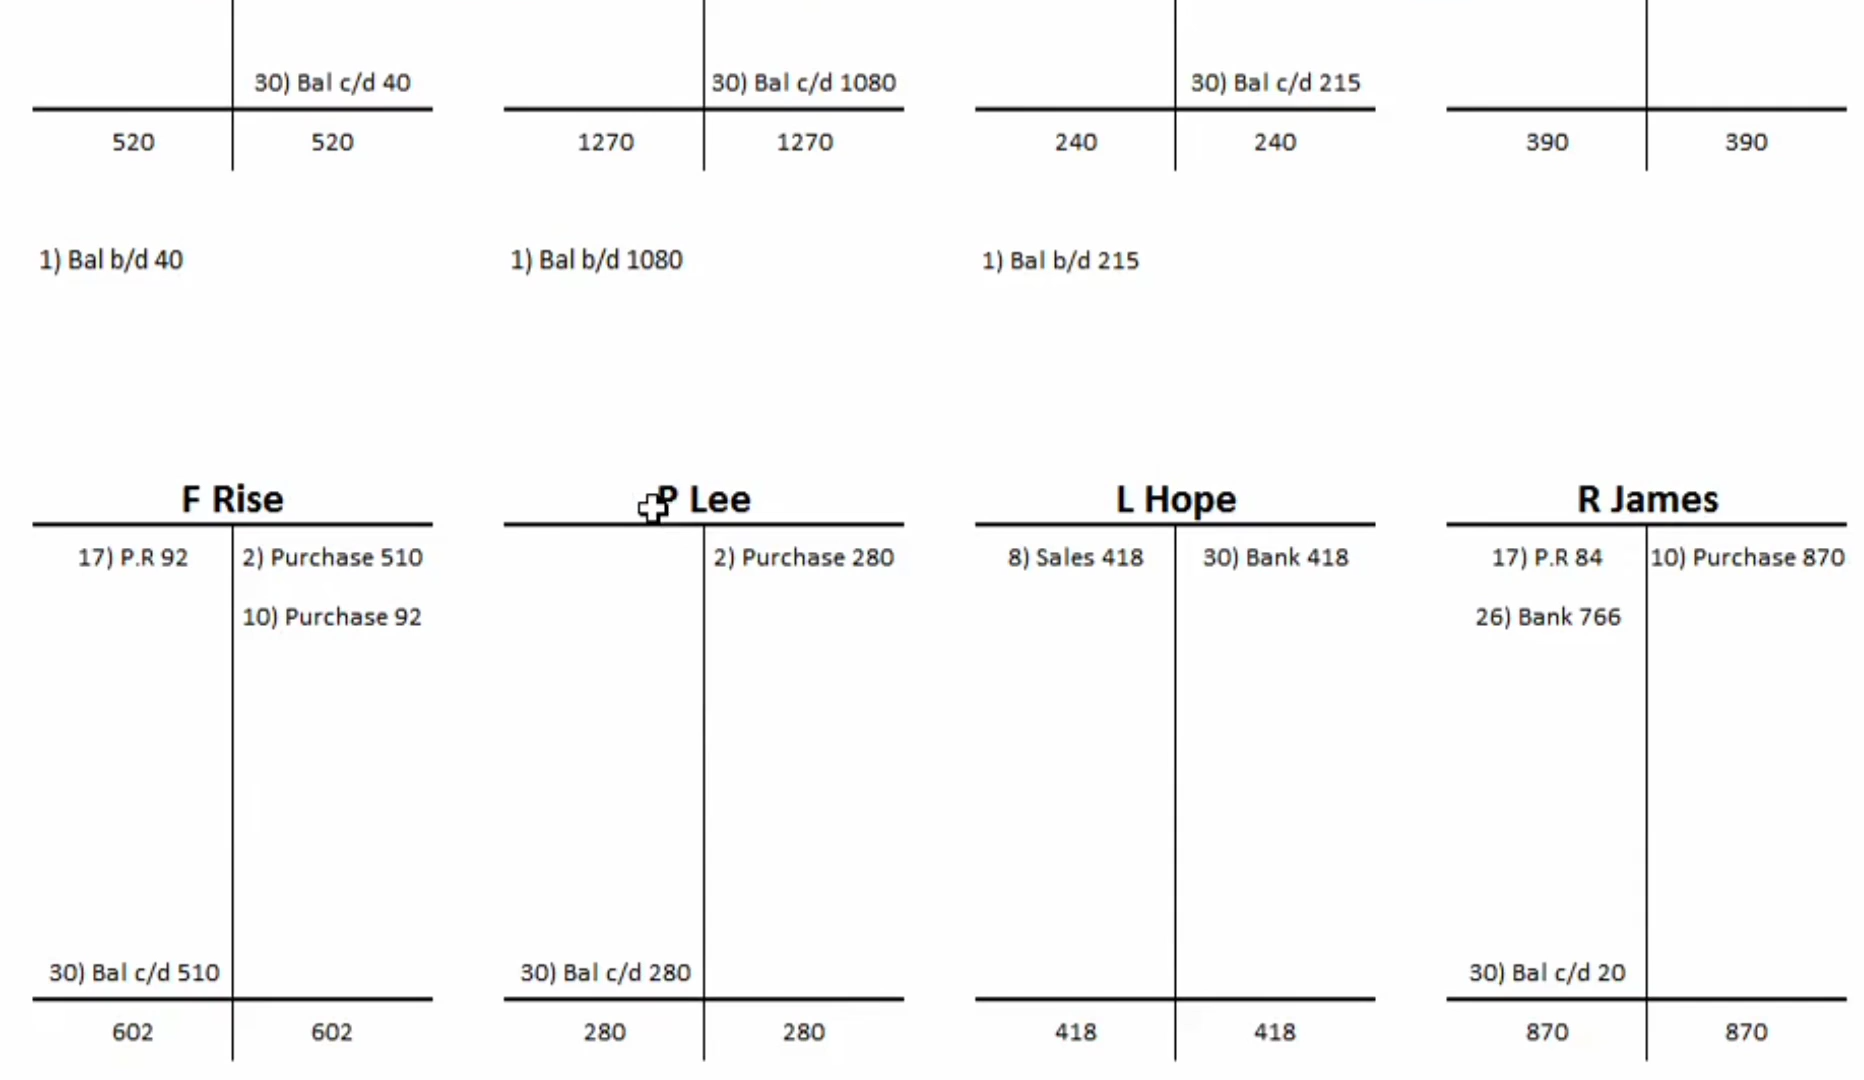 30) Bal c/d 40
30) Bal c/d 1080
30) Bal c/d 215
520 520
1270 1270
240 240
390 390
1) Bal b/d 40
1) Bal b/d 1080
1) Bal b/d 215
F Rise
17) P.R 92
2) Purchase 510
10) Purchase 92
30) Bal c/d 510
602 602
P Lee
2) Purchase 280
30) Bal c/d 280
280 280
L Hope
8) Sales 418
30) Bank 418
418 418
R James
17) P.R 84
10) Purchase 870
26) Bank 766
30) Bal c/d 20
870 870